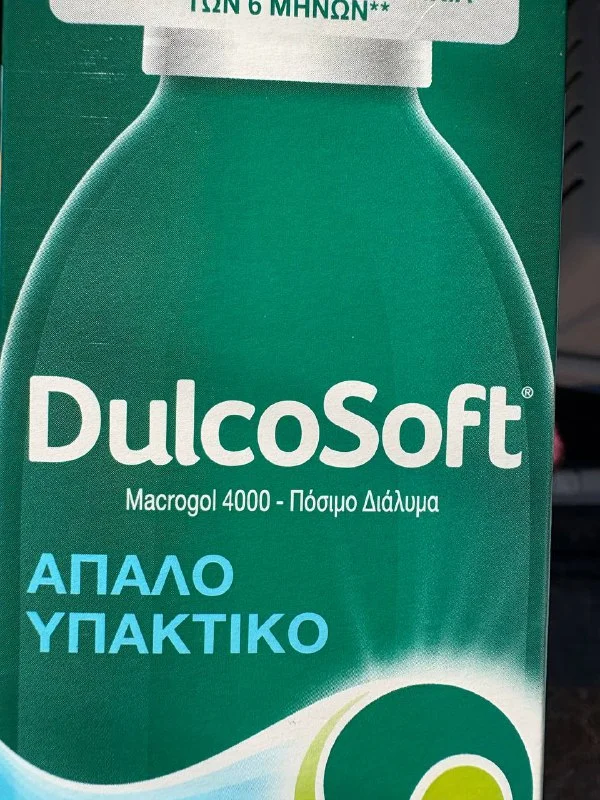 ΤΩΝ 6 ΜΗΝΩΝ**
DulcoSoft®
Macrogol 4000 - Πόσιμο Διάλυμα
ΑΠΑΛΟ
ΥΠΑΚΤΙΚΟ